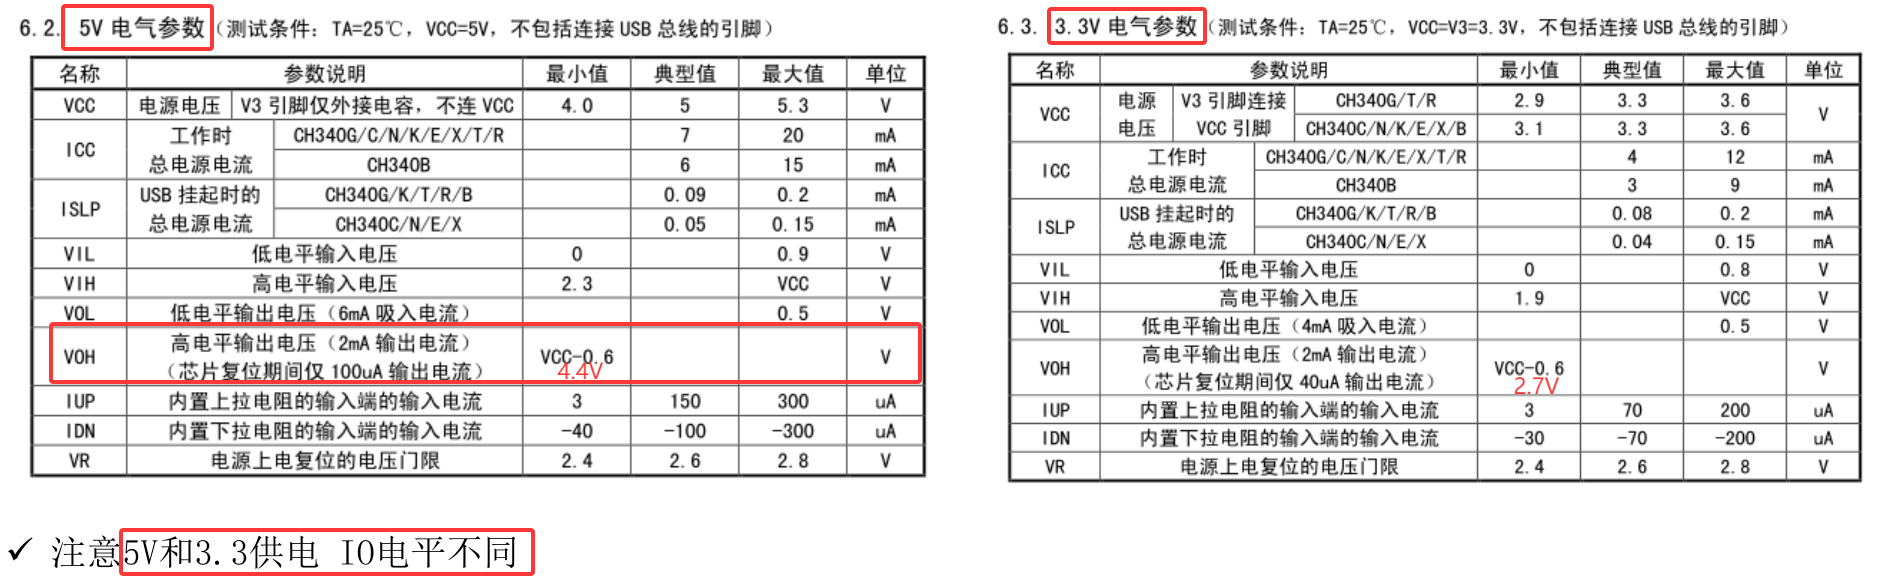 6.2. 5V 电气参数(测试条件:TA=25℃,VCC=5V,不包括连接 USB 总线的引脚)
名称 参数说明 最小值 典型值 最大值 单位
VCC 电源电压 V3 引脚仅外接电容,不连 VCC 4.0 5 5.3 V
ICC 工作时 总电源电流 CH340G/C/N/K/E/X/T/R 7 20 mA
CH340B 6 15 mA
ISLP USB 挂起时的 总电源电流 CH340G/K/T/R/B 0.09 0.2 mA
CH340C/N/E/X 0.05 0.15 mA
VIL 低电平输入电压 0 0.9 V
VIH 高电平输入电压 2.3 VCC V
VOL 低电平输出电压(6mA 吸入电流) 0.5 V
VOH 高电平输出电压(2mA 输出电流) VCC-0.6 V
(芯片复位期间仅 100uA 输出电流) 4.4V
IUP 内置上拉电阻的输入端的输入电流 3 150 300 uA
IDN 内置下拉电阻的输入端的输入电流 -40 -100 -300 uA
VR 电源上电复位的电压门限 2.4 2.6 2.8 V
6.3. 3.3V 电气参数(测试条件:TA=25℃,VCC=V3=3.3V,不包括连接 USB 总线的引脚)
名称 参数说明 最小值 典型值 最大值 单位
VCC 电源 电压 V3 引脚连接 VCC 引脚 CH340G/T/R 2.9 3.3 3.6 V
CH340C/N/K/E/X/B 3.1 3.3 3.6
ICC 工作时 总电源电流 CH340G/C/N/K/E/X/T/R 4 12 mA
CH340B 3 9 mA
ISLP USB 挂起时的 总电源电流 CH340G/K/T/R/B 0.08 0.2 mA
CH340C/N/E/X 0.04 0.15 mA
VIL 低电平输入电压 0 0.8 V
VIH 高电平输入电压 1.9 VCC V
VOL 低电平输出电压(4mA 吸入电流) 0.5 V
VOH 高电平输出电压(2mA 输出电流) VCC-0.6 V
(芯片复位期间仅 40uA 输出电流) 2.7V
IUP 内置上拉电阻的输入端的输入电流 3 70 200 uA
IDN 内置下拉电阻的输入端的输入电流 -30 -70 -200 uA
VR 电源上电复位的电压门限 2.4 2.6 2.8 V
✓ 注意5V和3.3供电 IO电平不同